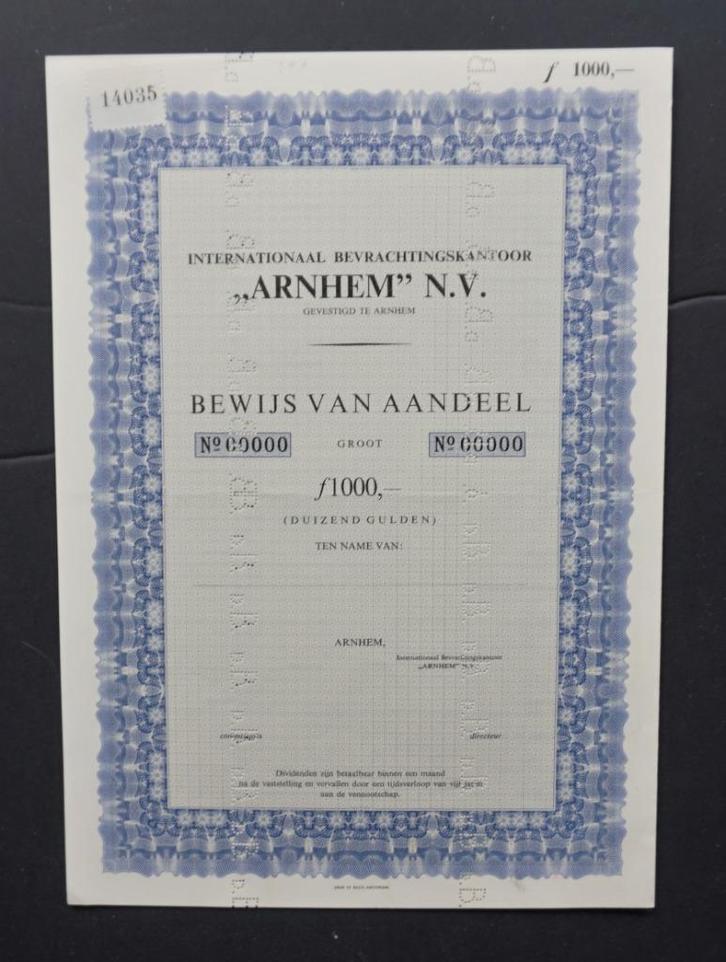 14035
f 1000,—
INTERNATIONAAL BEVRACHTINGSKANTOOR
„ARNHEM” N.V.
GEVESTIGD TE ARNHEM
BEWIJS VAN AANDEEL
Nº 00000 GROOT Nº 00000
f 1000,—
(DUIZEND GULDEN)
TEN NAME VAN:
ARNHEM,
Internationaal Bevrachtingskantoor
„ARNHEM” N.V.
commissaris directeur
Dividenden zijn betaalbaar binnen een maand
na de vaststelling en vervallen door een tijdsverloop van vijf jaar
aan de vennootschap.